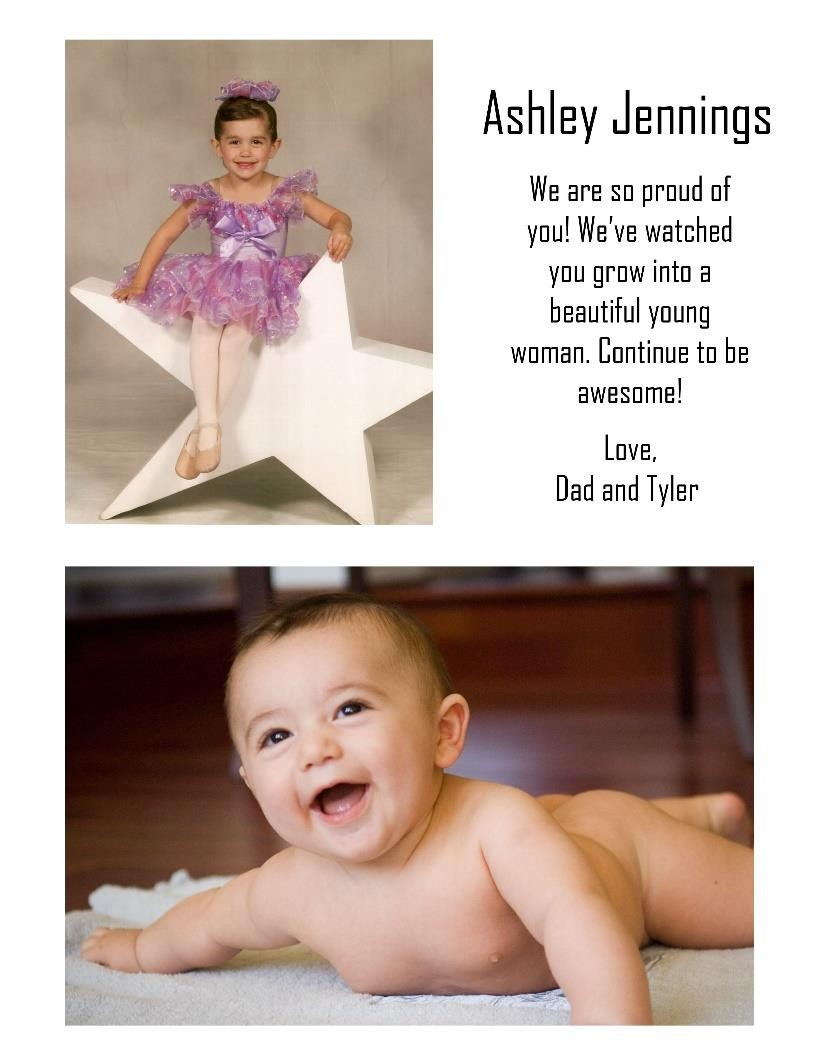 Ashley Jennings
We are so proud of
you! We've watched
you grow into a
beautiful young
woman. Continue to be
awesome!
Love,
Dad and Tyler